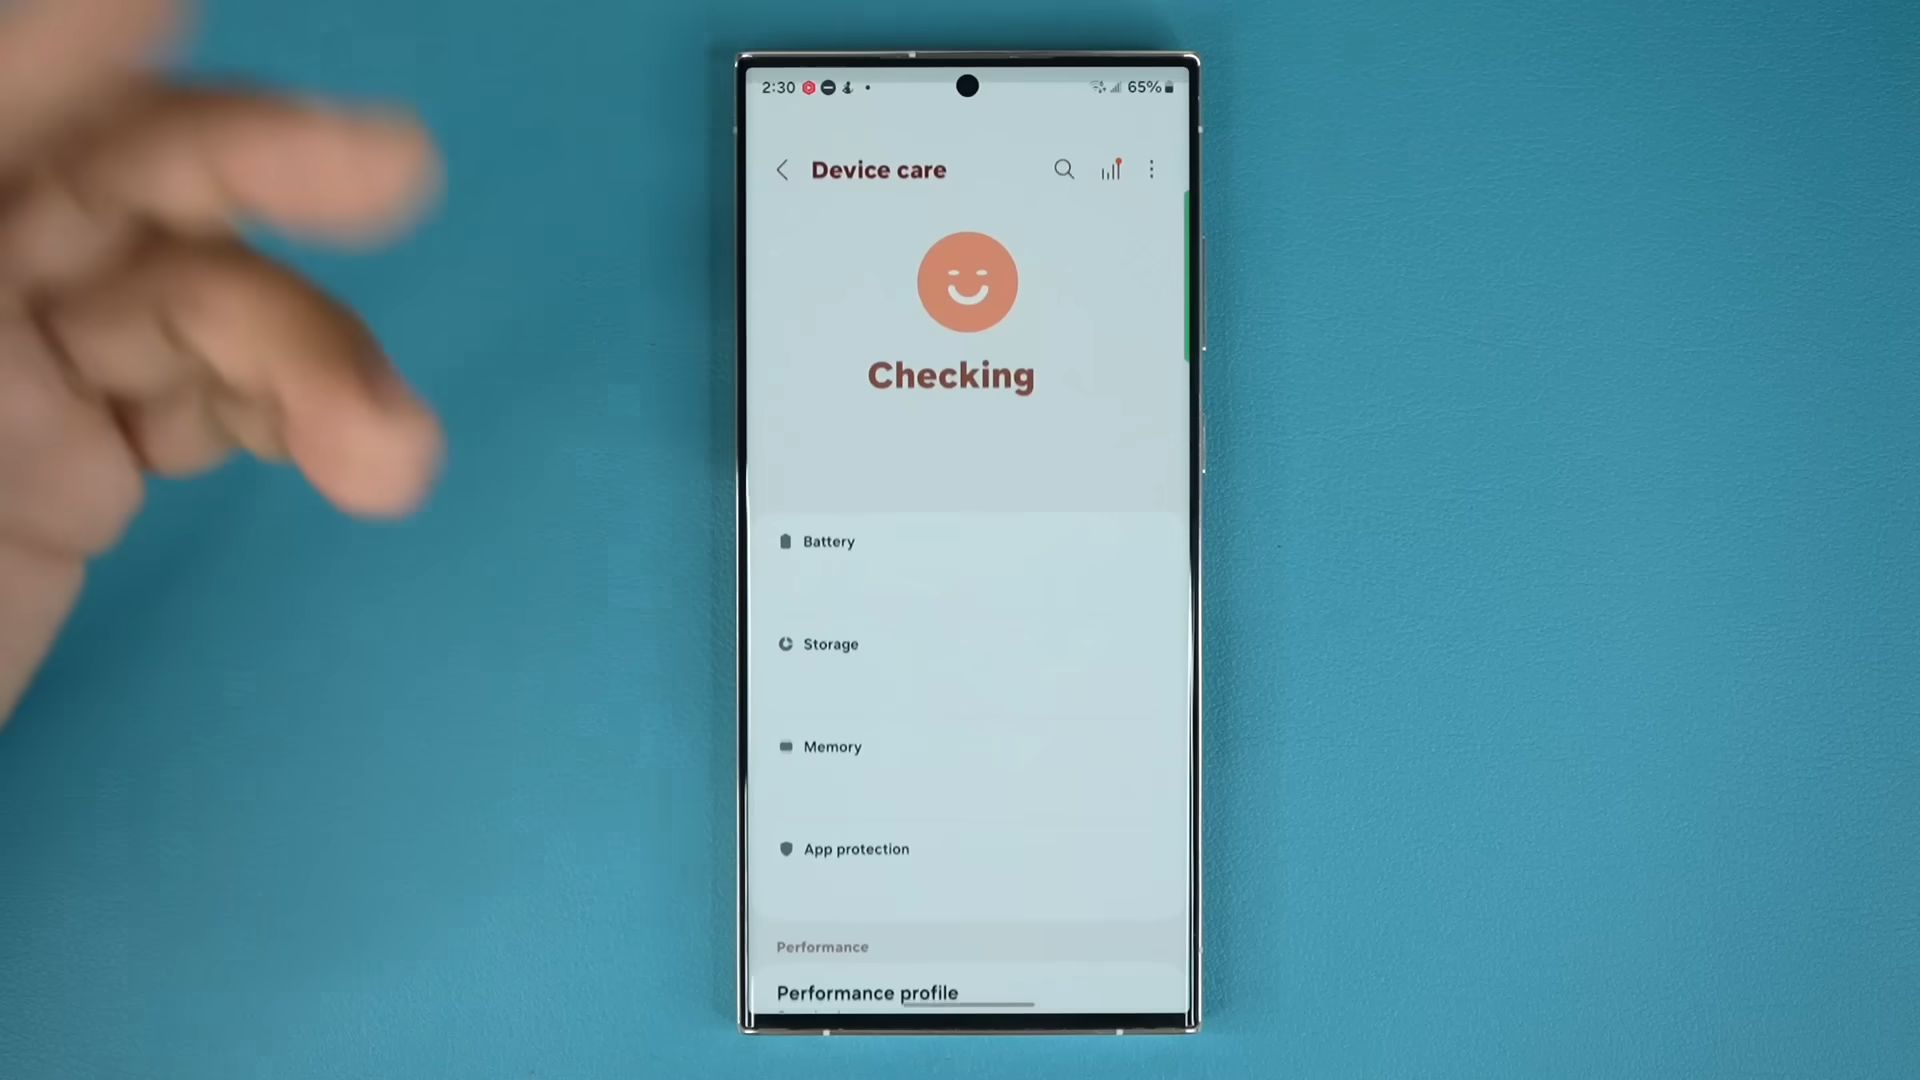 2:30 65%
Device care
Checking
Battery
Storage
Memory
App protection
Performance
Performance profile